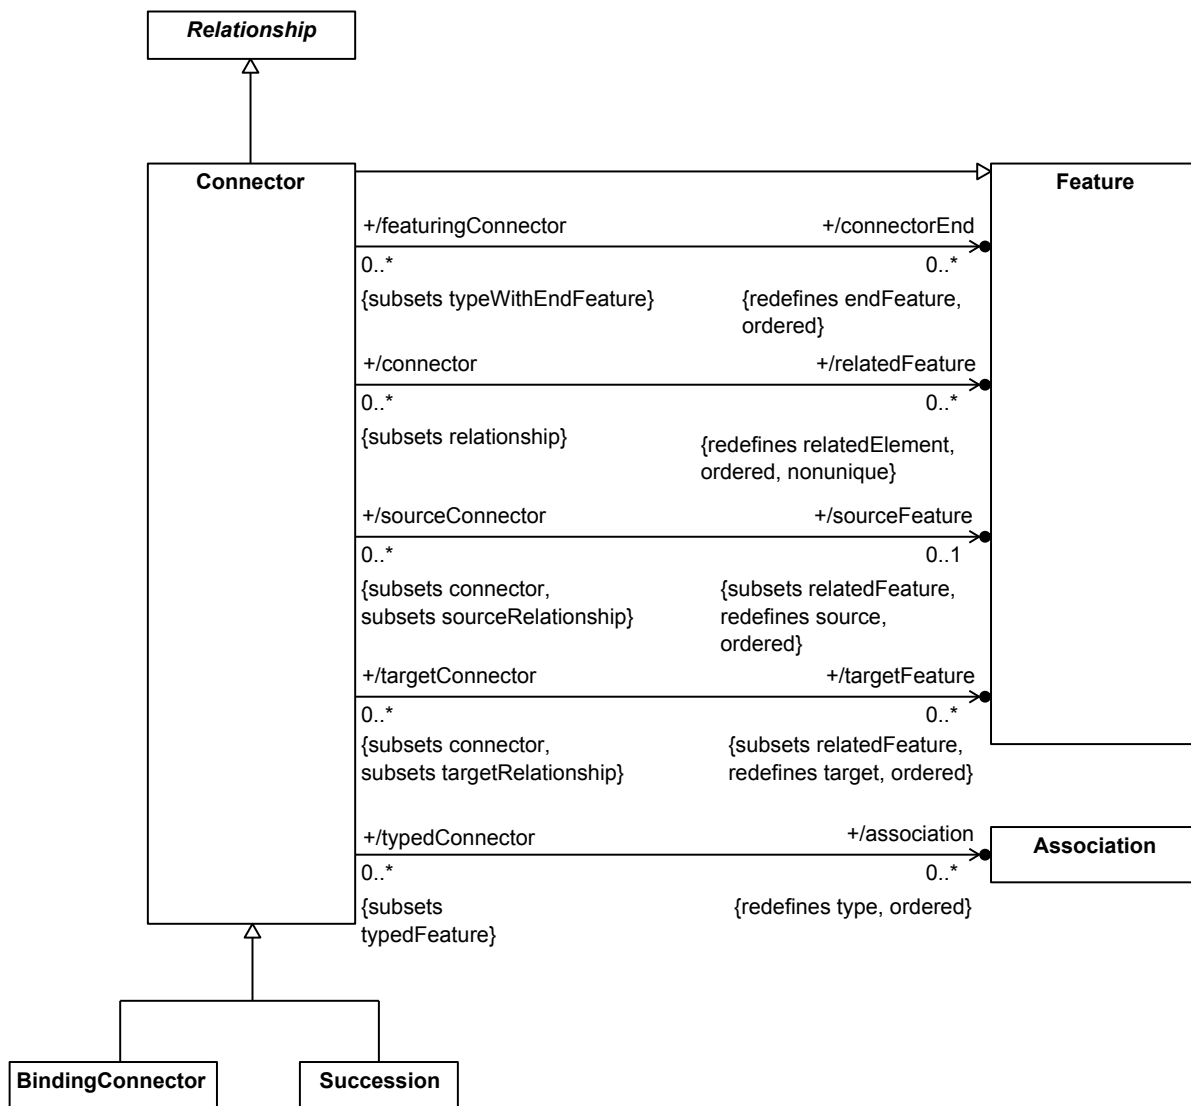 Relationship
Connector
Feature
+/featuringConnector
+/connectorEnd
0..*
0..*
{subsets typeWithEndFeature}
{redefines endFeature,
ordered}
+/connector
+/relatedFeature
0..*
0..*
{subsets relationship}
{redefines relatedElement,
ordered, nonunique}
+/sourceConnector
+/sourceFeature
0..*
0..1
{subsets connector,
subsets sourceRelationship}
{subsets relatedFeature,
redefines source,
ordered}
+/targetConnector
+/targetFeature
0..*
0..*
{subsets connector,
subsets targetRelationship}
{subsets relatedFeature,
redefines target, ordered}
+/typedConnector
+/association
Association
0..*
0..*
{subsets
typedFeature}
{redefines type, ordered}
BindingConnector
Succession